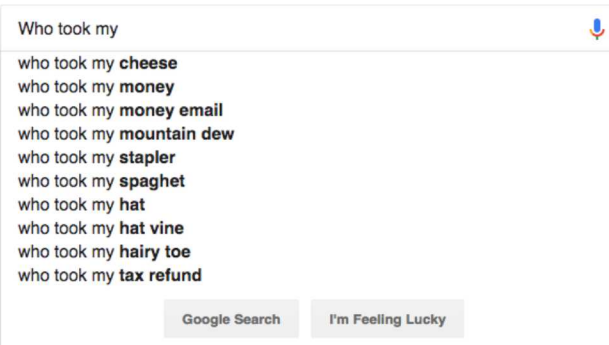 Who took my
who took my cheese
who took my money
who took my money email
who took my mountain dew
who took my stapler
who took my spaghet
who took my hat
who took my hat vine
who took my hairy toe
who took my tax refund
Google Search I'm Feeling Lucky